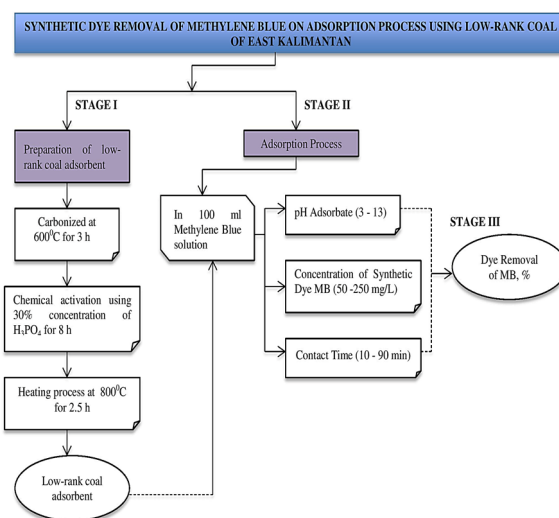 SYNTHETIC DYE REMOVAL OF METHYLENE BLUE ON ADSORPTION PROCESS USING LOW-RANK COAL
OF EAST KALIMANTAN
STAGE I
STAGE II
Preparation of low-
rank coal adsorbent
Adsorption Process
Carbonized at
600⁰C for 3 h
In 100 ml
Methylene Blue
solution
pH Adsorbate (3 - 13)
STAGE III
Dye Removal
of MB, %
Concentration of Synthetic
Dye MB (50 -250 mg/L)
Chemical activation using
30% concentration of
H₃PO₄ for 8 h
Contact Time (10 - 90 min)
Heating process at 800⁰C
for 2.5 h
Low-rank coal
adsorbent